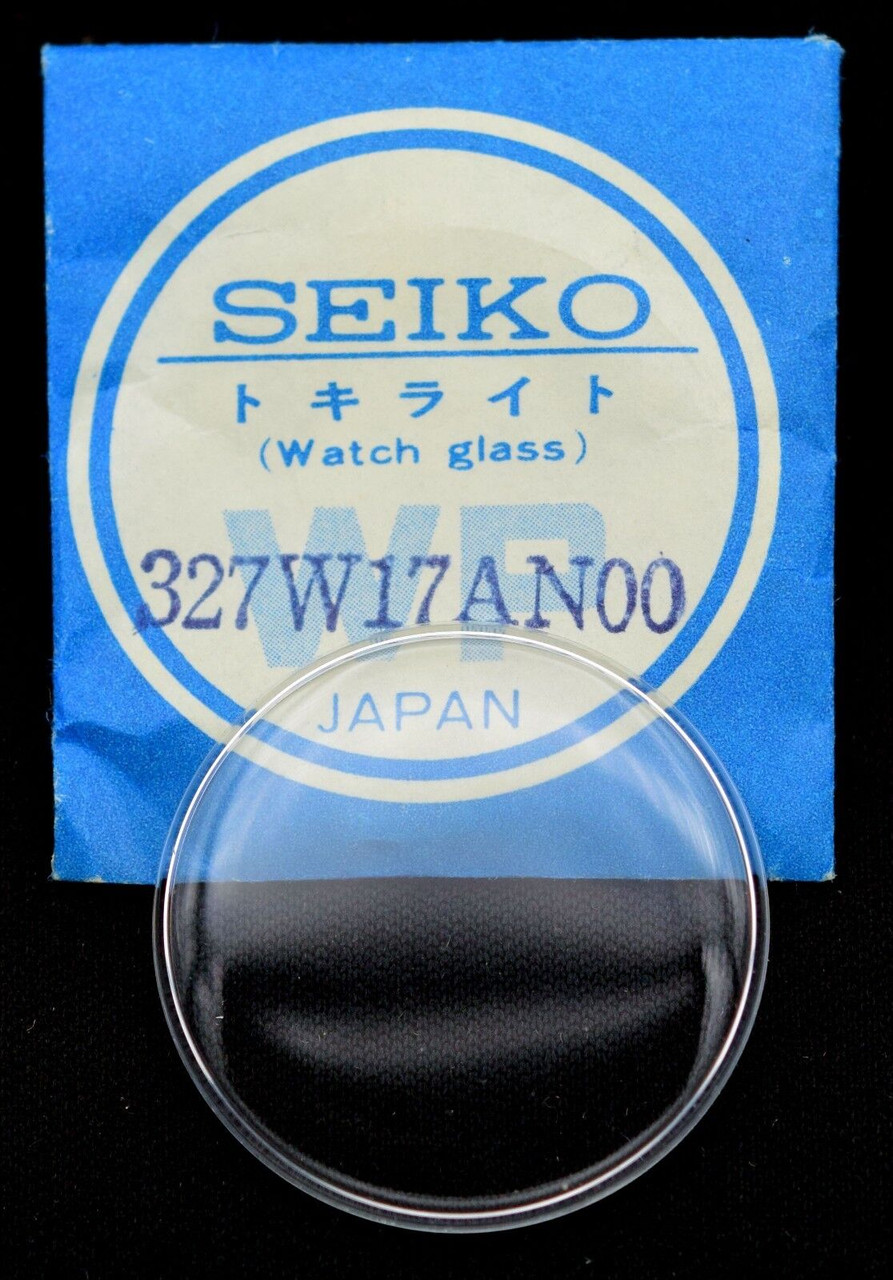 SEIKO
トキライト
(Watch glass)
WP
327W17AN00
JAPAN